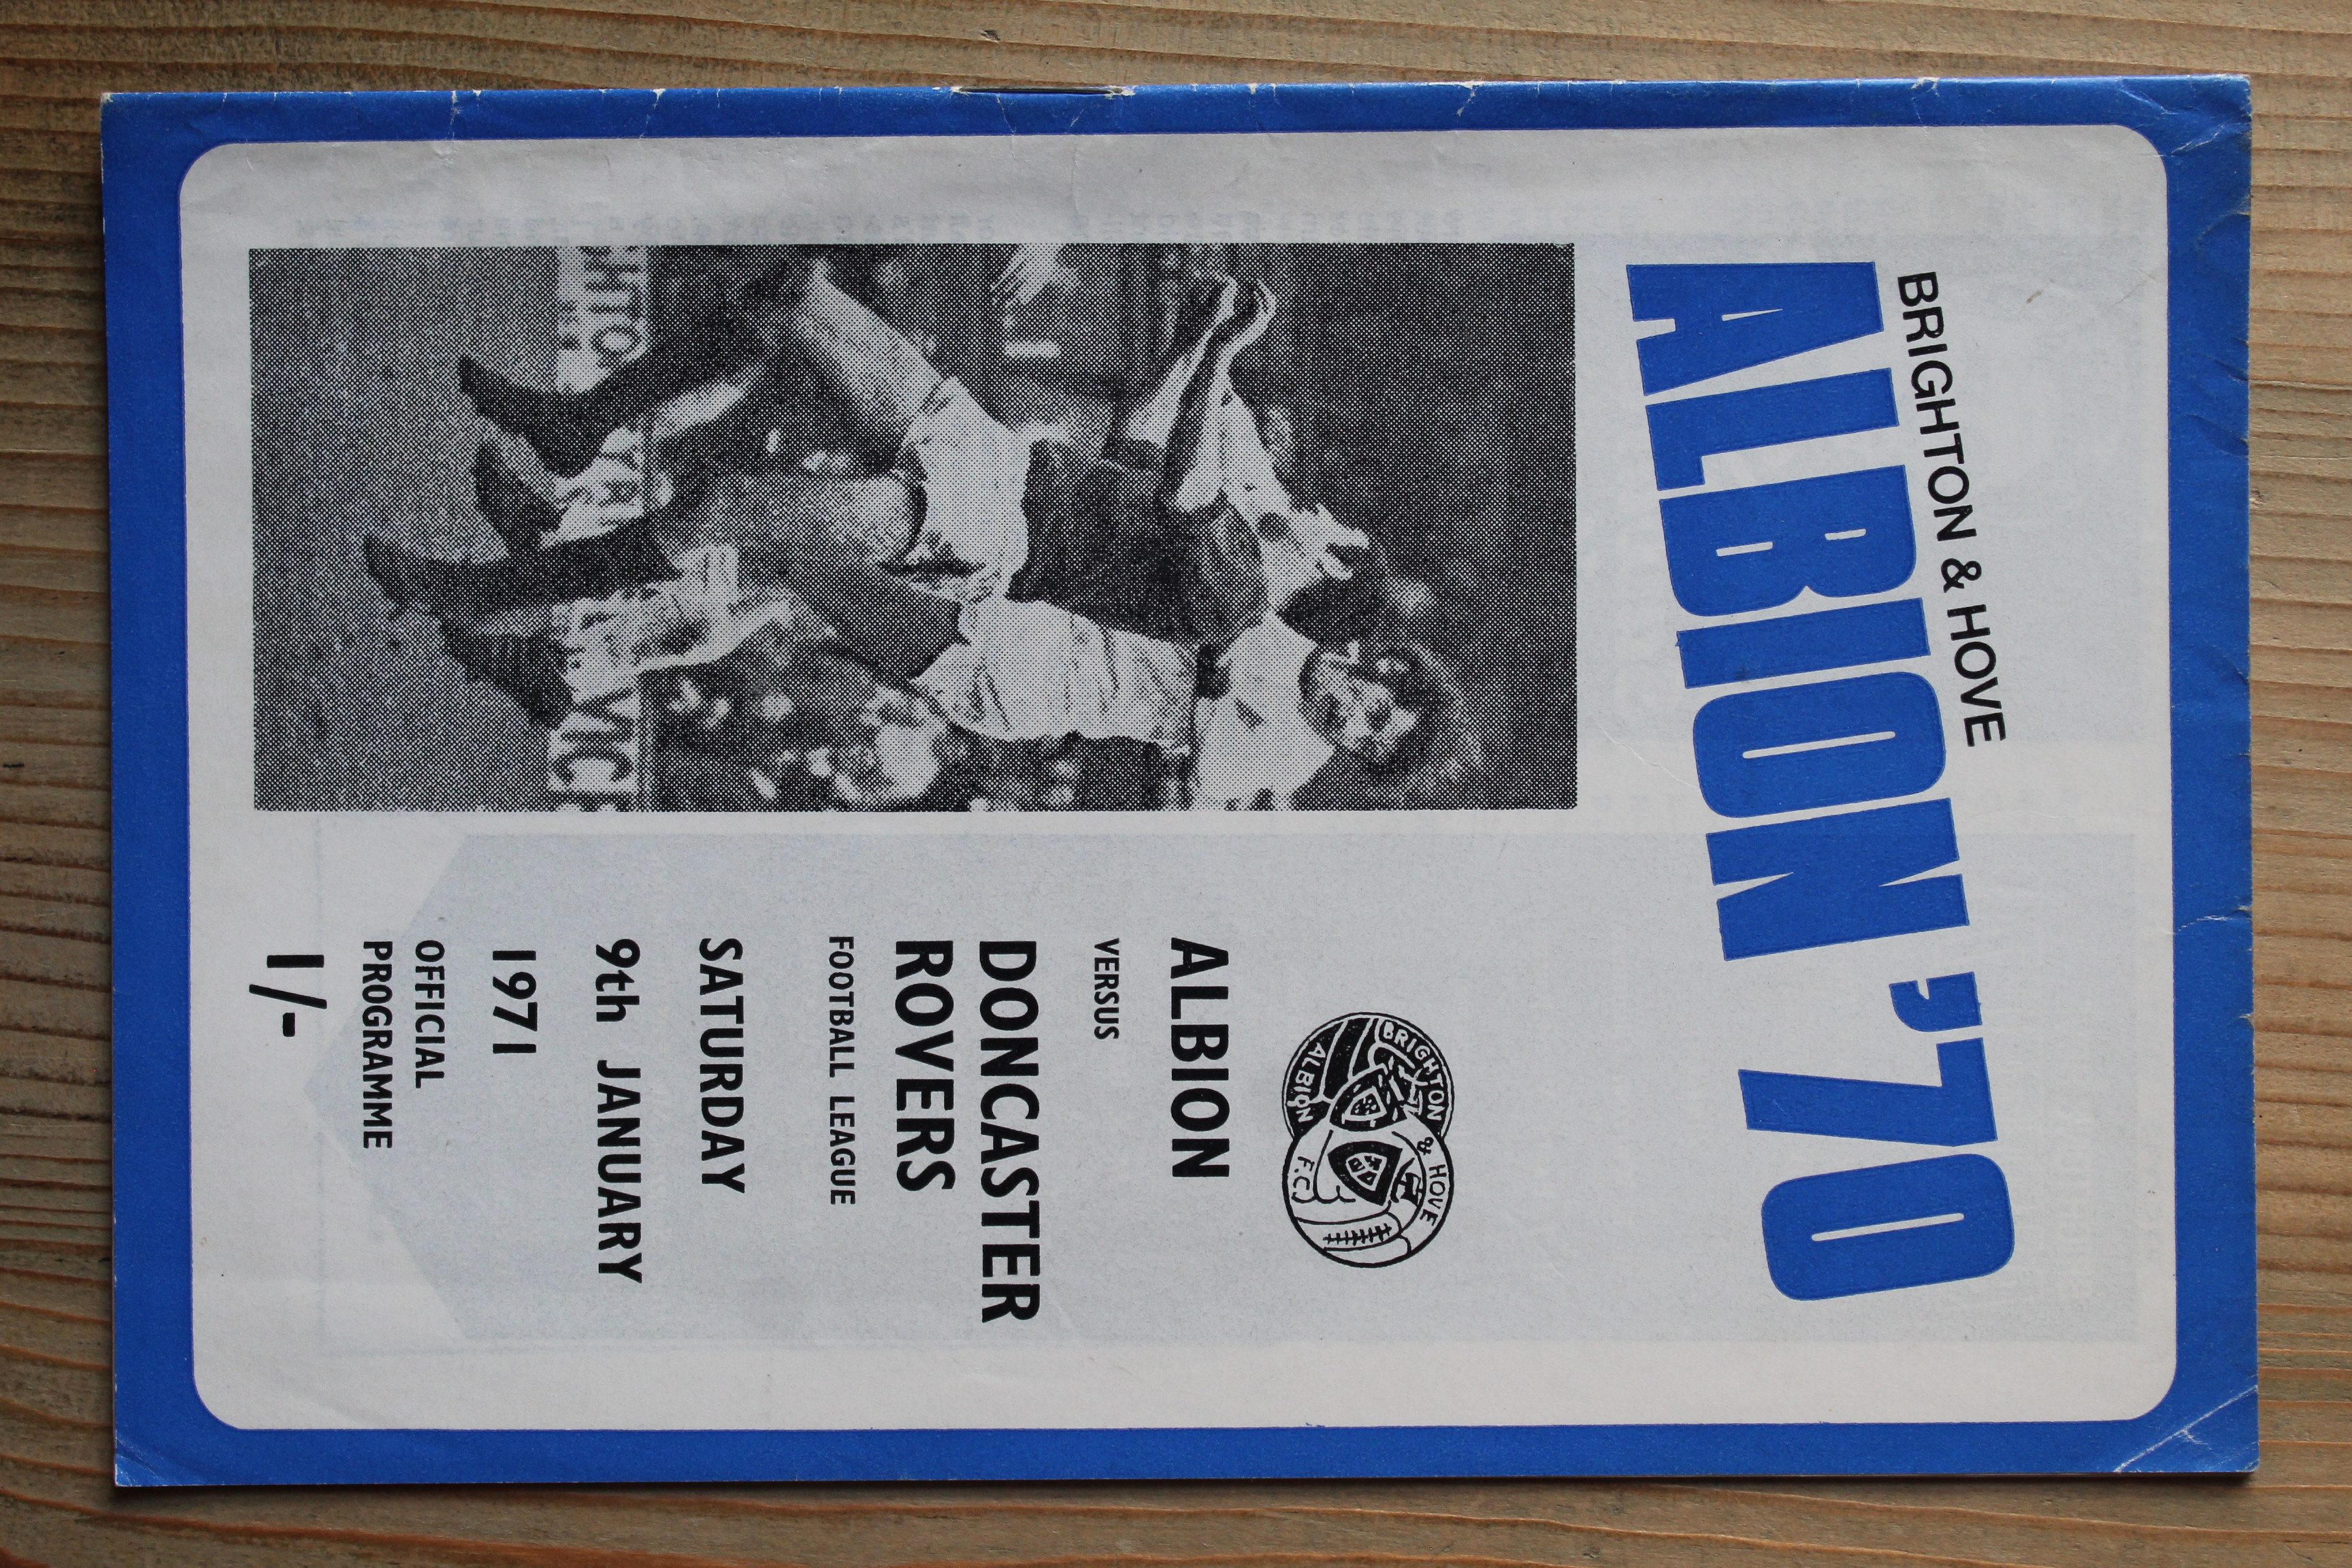 BRIGHTON & HOVE
ALBION '70
BRIGHTON & HOVE
ALBION F.C.
ALBION
VERSUS
DONCASTER
ROVERS
FOOTBALL LEAGUE
SATURDAY
9th JANUARY
1971
OFFICIAL
PROGRAMME
1/-